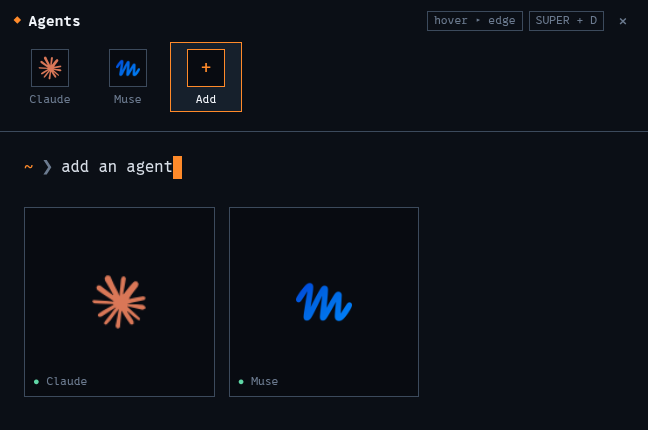 Agents
hover ‣ edge
SUPER + D
×
Claude
Muse
+
Add
~ ❯ add an agent
Claude
Muse